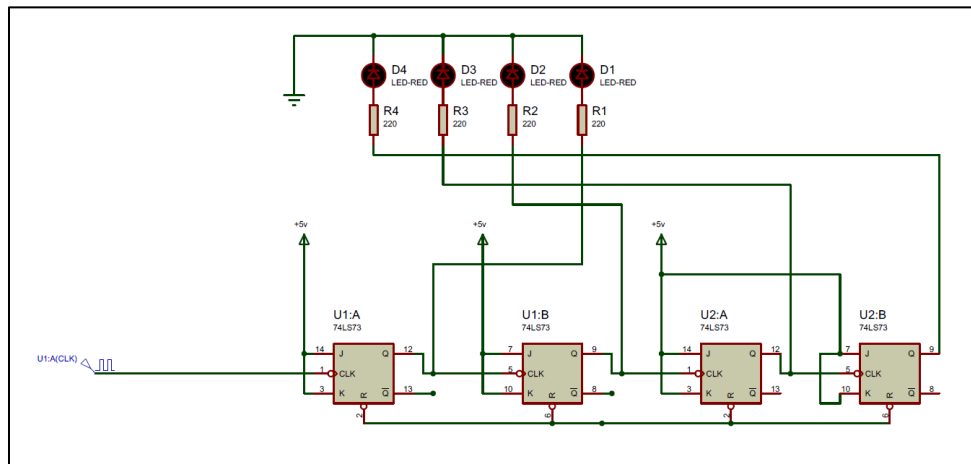 D4
LED-RED
D3
LED-RED
D2
LED-RED
D1
LED-RED
R4
220
R3
220
R2
220
R1
220
+5v
+5v
+5v
U1:A
74LS73
U1:B
74LS73
U2:A
74LS73
U2:B
74LS73
U1:A(CLK)
14 J Q 12
1 CLK
3 K Q 13
R
2
7 J Q 9
5 CLK
10 K Q 8
R
6
14 J Q 12
1 CLK
3 K Q 13
R
2
7 J Q 9
5 CLK
10 K Q 8
R
6